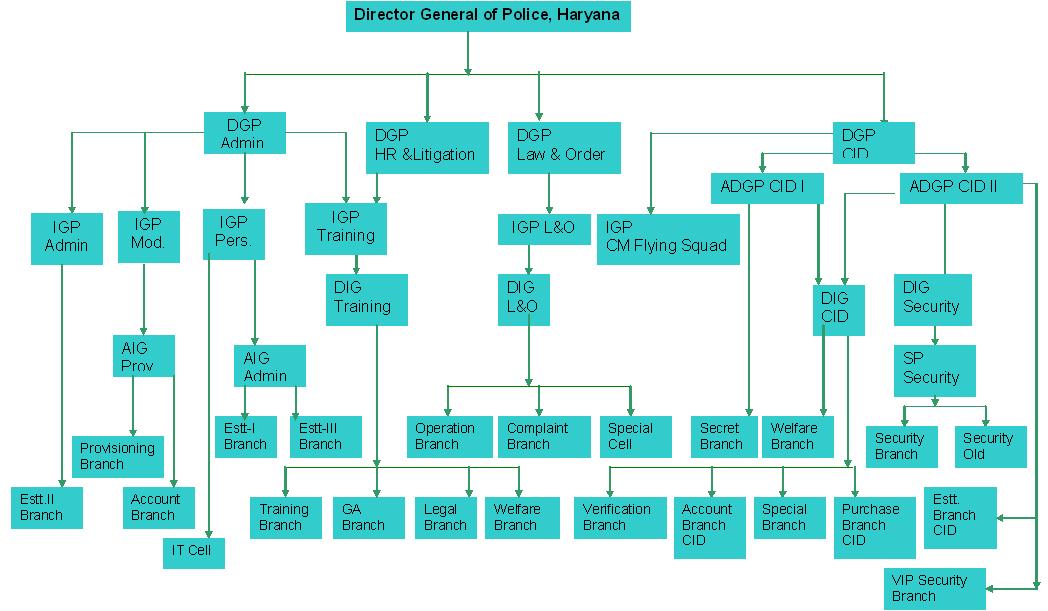 Director General of Police, Haryana
DGP
Admin
DGP
HR &Litigation
DGP
Law & Order
DGP
CID
ADGP CID I
ADGP CID II
IGP
Admin
IGP
Mod.
IGP
Pers.
IGP
Training
IGP L&O
IGP
CM Flying Squad
DIG
Training
DIG
L&O
DIG
CID
DIG
Security
AIG
Prov
AIG
Admin
SP
Security
Estt-I
Branch
Estt-III
Branch
Operation
Branch
Complaint
Branch
Special
Cell
Secret
Branch
Welfare
Branch
Security
Branch
Security
Old
Provisioning
Branch
Estt.II
Branch
Account
Branch
Training
Branch
GA
Branch
Legal
Branch
Welfare
Branch
Verification
Branch
Account
Branch
CID
Special
Branch
Purchase
Branch
CID
Estt.
Branch
CID
IT Cell
VIP Security
Branch